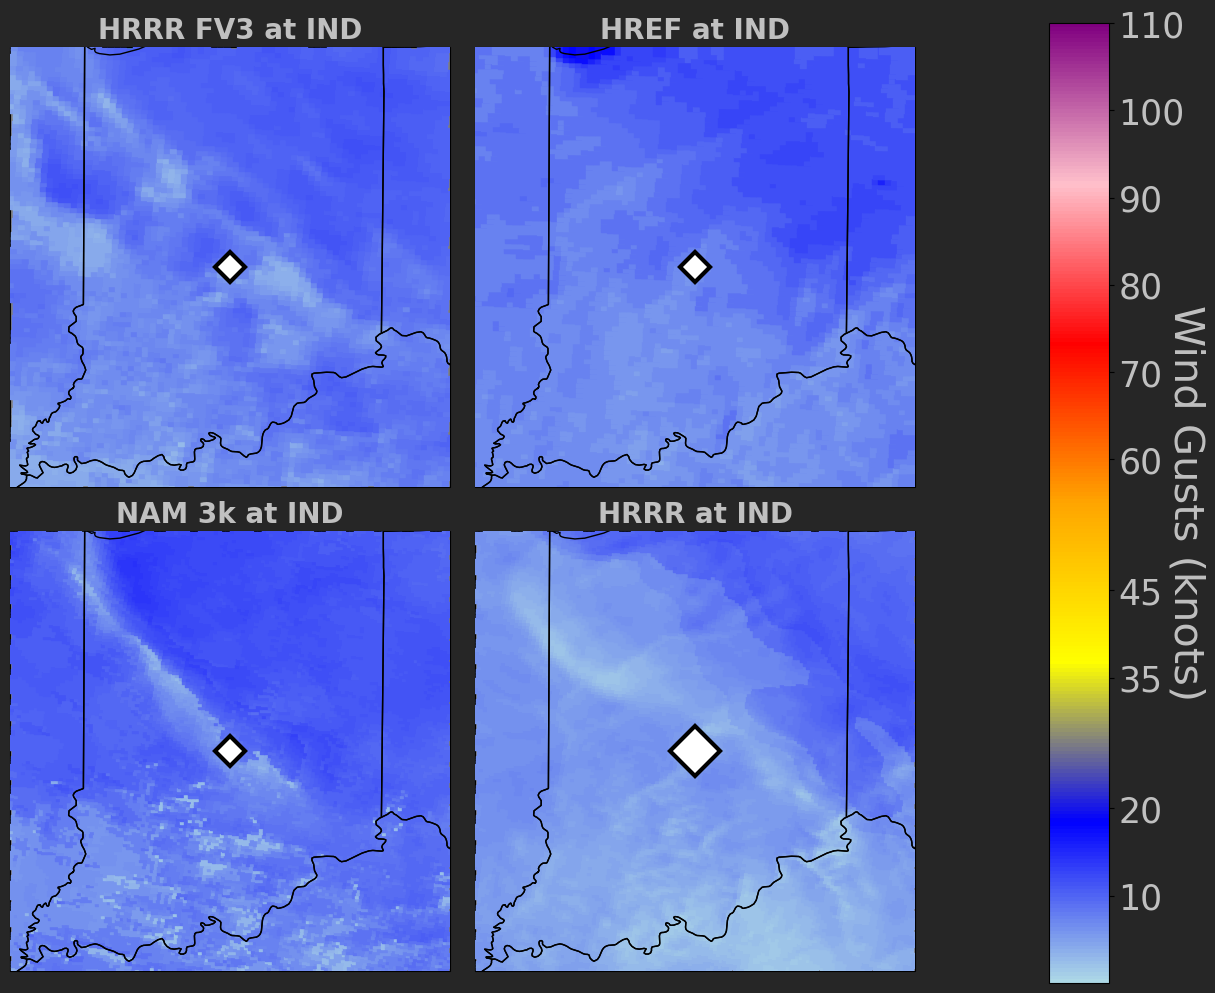 HRRR FV3 at IND
HREF at IND
NAM 3k at IND
HRRR at IND
110
100
90
80
70
60
45
35
20
10
Wind Gusts (knots)